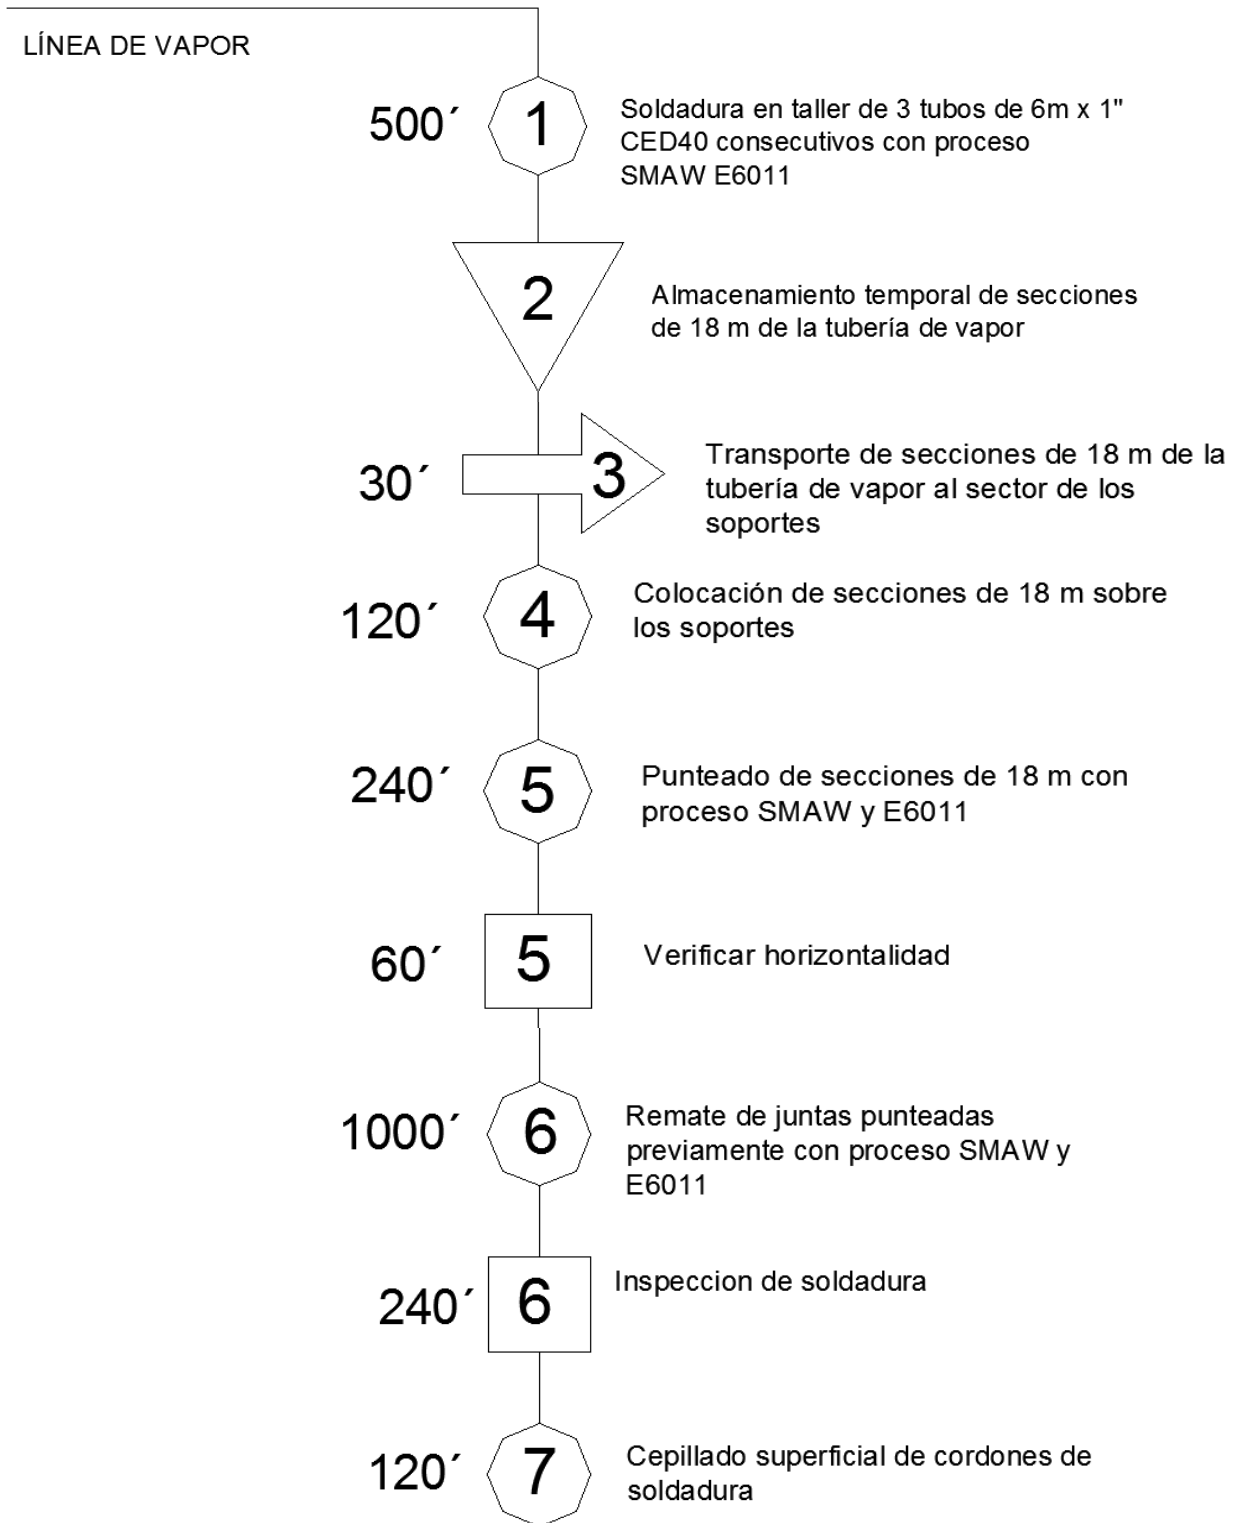 LÍNEA DE VAPOR
500´
1
Soldadura en taller de 3 tubos de 6m x 1"
CED40 consecutivos con proceso
SMAW E6011
2
Almacenamiento temporal de secciones
de 18 m de la tubería de vapor
30´
3
Transporte de secciones de 18 m de la
tubería de vapor al sector de los
soportes
120´
4
Colocación de secciones de 18 m sobre
los soportes
240´
5
Punteado de secciones de 18 m con
proceso SMAW y E6011
60´
5
Verificar horizontalidad
1000´
6
Remate de juntas punteadas
previamente con proceso SMAW y
E6011
240´
6
Inspeccion de soldadura
120´
7
Cepillado superficial de cordones de
soldadura